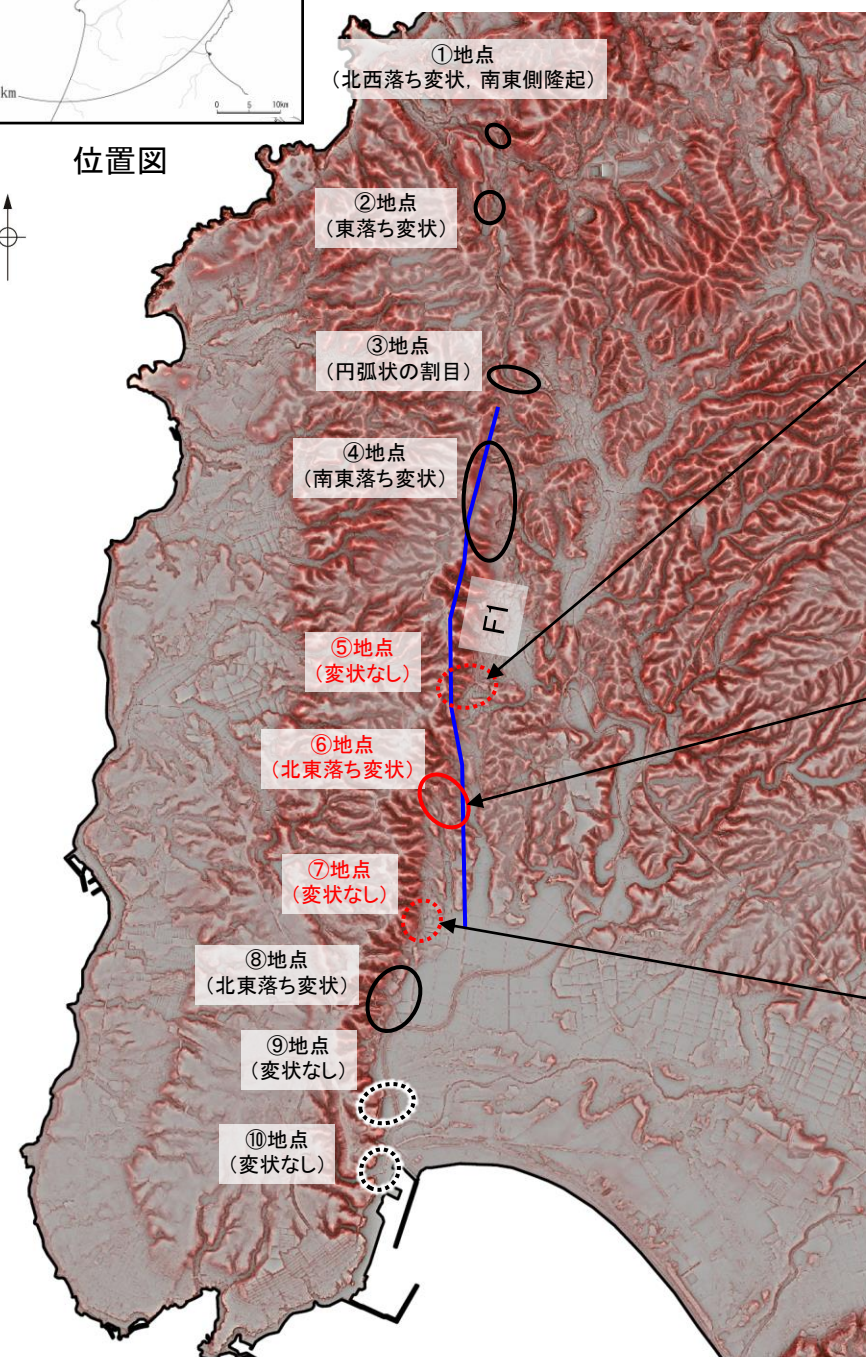 km
0 5 10km
位置図
①地点
（北西落ち変状，南東側隆起）
②地点
（東落ち変状）
③地点
（円弧状の割目）
④地点
（南東落ち変状）
F1
⑤地点
（変状なし）
⑥地点
（北東落ち変状）
⑦地点
（変状なし）
⑧地点
（北東落ち変状）
⑨地点
（変状なし）
⑩地点
（変状なし）